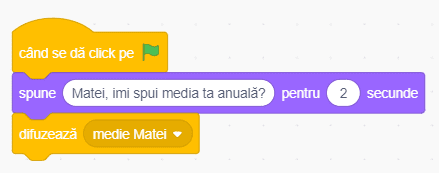 când se dă click pe
spune Matei, imi spui media ta anuală? pentru 2 secunde
difuzează medie Matei